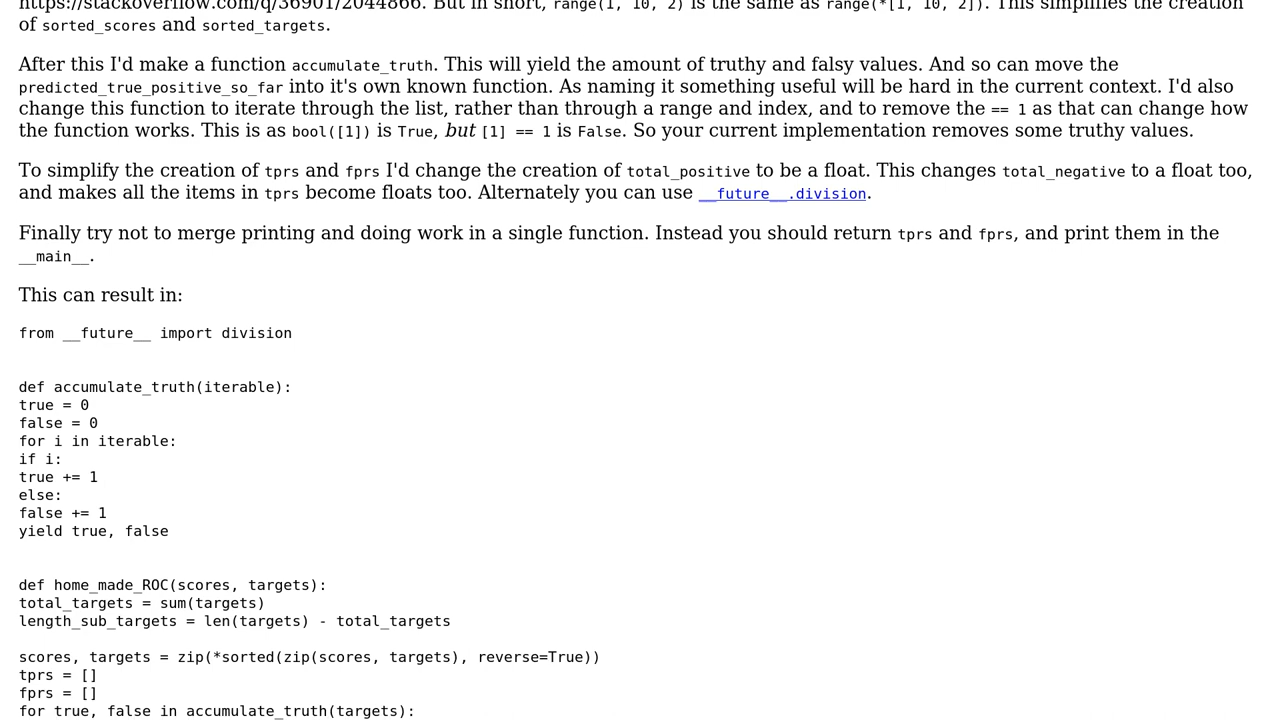 https://stackoverflow.com/q/36901/2044866. But in short, range(1, 10, 2) is the same as range(*[1, 10, 2]). This simplifies the creation
of sorted_scores and sorted_targets.
After this I'd make a function accumulate_truth. This will yield the amount of truthy and falsy values. And so can move the
predicted_true_positive_so_far into it's own known function. As naming it something useful will be hard in the current context. I'd also
change this function to iterate through the list, rather than through a range and index, and to remove the == 1 as that can change how
the function works. This is as bool([1]) is True, but [1] == 1 is False. So your current implementation removes some truthy values.
To simplify the creation of tprs and fprs I'd change the creation of total_positive to be a float. This changes total_negative to a float too,
and makes all the items in tprs become floats too. Alternately you can use __future__.division.
Finally try not to merge printing and doing work in a single function. Instead you should return tprs and fprs, and print them in the
__main__.
This can result in:
from __future__ import division
def accumulate_truth(iterable):
true = 0
false = 0
for i in iterable:
if i:
true += 1
else:
false += 1
yield true, false
def home_made_ROC(scores, targets):
total_targets = sum(targets)
length_sub_targets = len(targets) - total_targets
scores, targets = zip(*sorted(zip(scores, targets), reverse=True))
tprs = []
fprs = []
for true, false in accumulate_truth(targets):